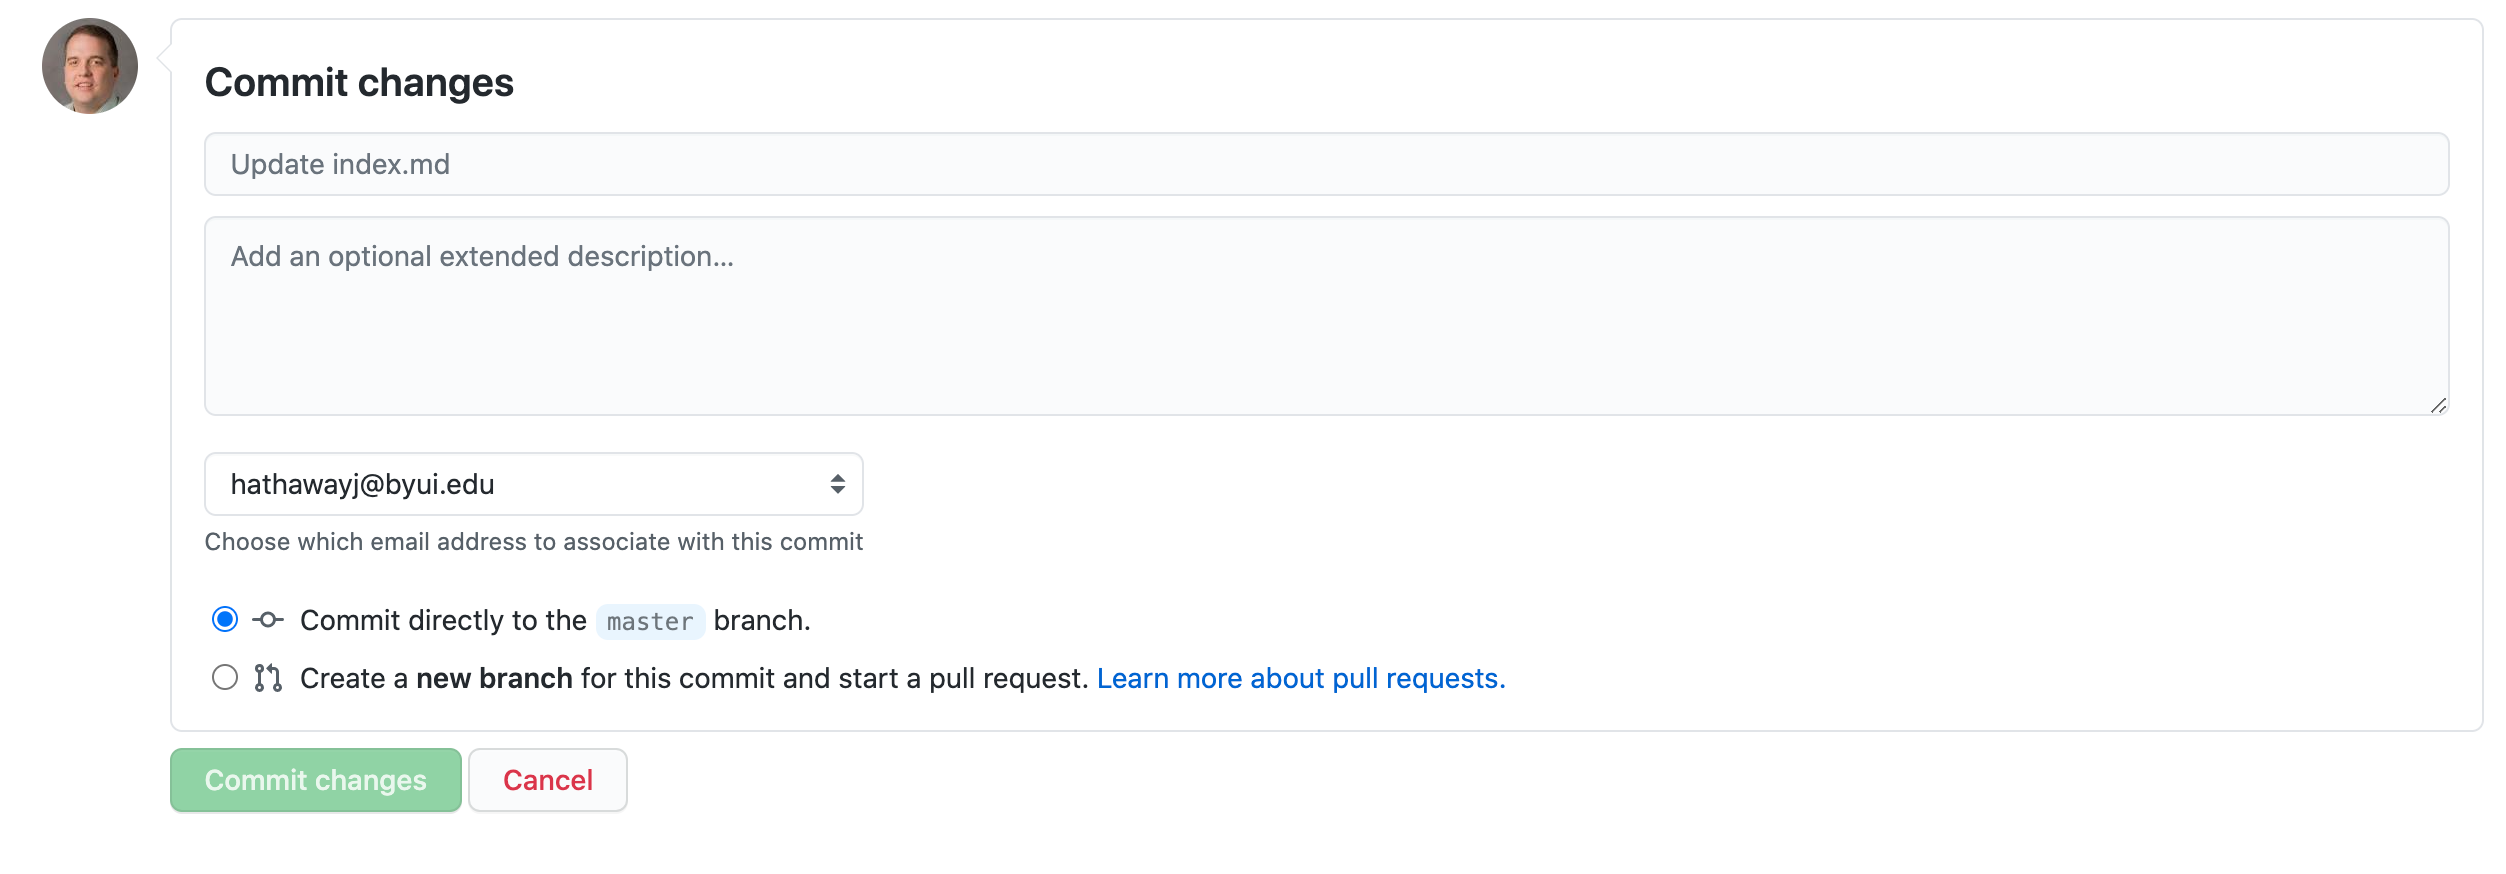 Commit changes
Update index.md
Add an optional extended description...
hathawayj@byui.edu
Choose which email address to associate with this commit
Commit directly to the master branch.
Create a new branch for this commit and start a pull request. Learn more about pull requests.
Commit changes Cancel